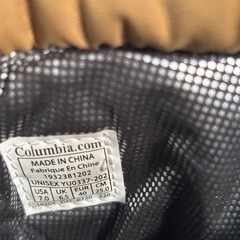 Columbia.com
MADE IN CHINA
Fabrique En Chine
1932381202
UNISEX YU0337-202
USA UK EUR CM
7.0 6.5 40 25.0